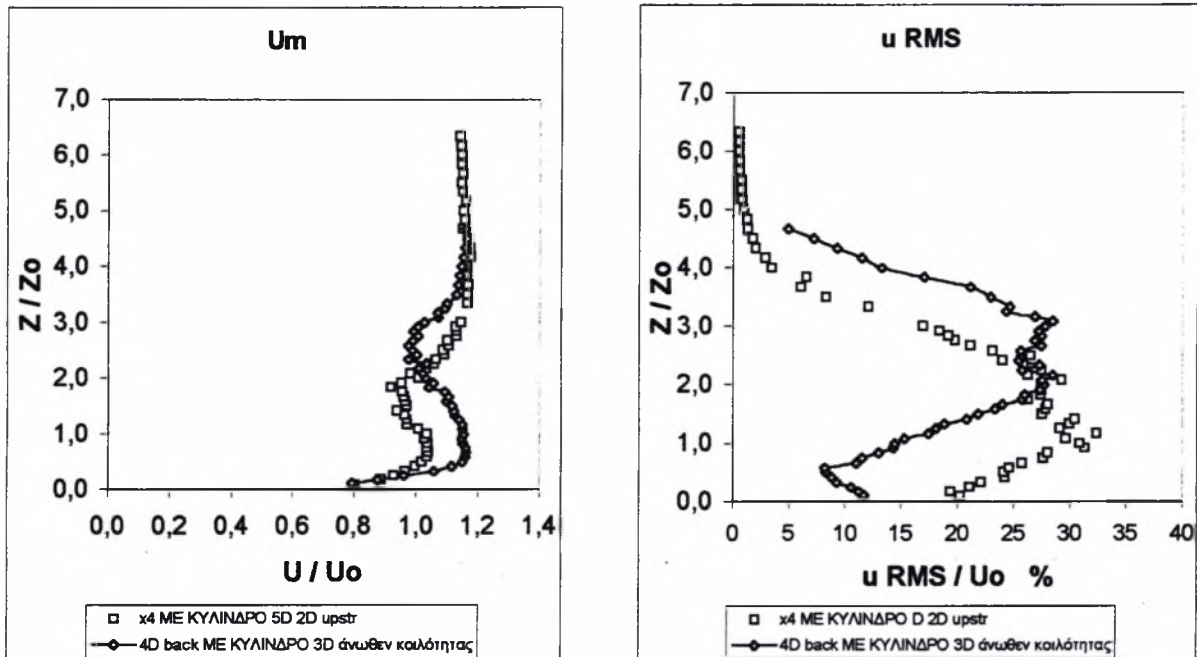 Um
7,0
6,0
5,0
4,0
3,0
2,0
1,0
0,0
Z / Zo
0,0 0,2 0,4 0,6 0,8 1,0 1,2 1,4
U / Uo
x4 ΜΕ ΚΥΛΙΝΔΡΟ 5D 2D upstr
4D back ΜΕ ΚΥΛΙΝΔΡΟ 3D άνωθεν κοιλότητας
u RMS
7,0
6,0
5,0
4,0
3,0
2,0
1,0
0,0
Z / Zo
0 5 10 15 20 25 30 35 40
u RMS / Uo %
x4 ΜΕ ΚΥΛΙΝΔΡΟ D 2D upstr
4D back ΜΕ ΚΥΛΙΝΔΡΟ 3D άνωθεν κοιλότητας